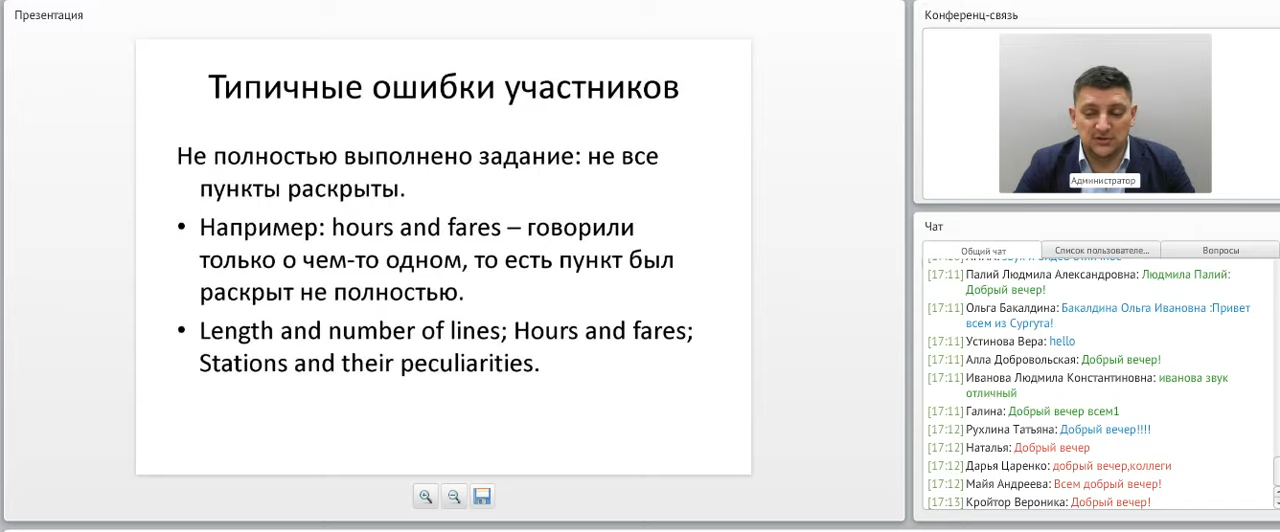 Презентация
Типичные ошибки участников
Не полностью выполнено задание: не все
пункты раскрыты.
• Например: hours and fares – говорили
только о чем-то одном, то есть пункт был
раскрыт не полностью.
• Length and number of lines; Hours and fares;
Stations and their peculiarities.
Конференц-связь
Администратор
Чат
Общий чат
Список пользователе...
Вопросы
[17:11] Палий Людмила Александровна: Людмила Палий:
Добрый вечер!
[17:11] Ольга Бакалдина: Бакалдина Ольга Ивановна :Привет
всем из Сургута!
[17:11] Устинова Вера: hello
[17:11] Алла Добровольская: Добрый вечер!
[17:11] Иванова Людмила Константиновна: иванова звук
отличный
[17:11] Галина: Добрый вечер всем1
[17:12] Рухлина Татьяна: Добрый вечер!!!!
[17:12] Наталья: Добрый вечер
[17:12] Дарья Царенко: добрый вечер,коллеги
[17:12] Майя Андреева: Всем добрый вечер!
[17:13] Кройтор Вероника: Добрый вечер!